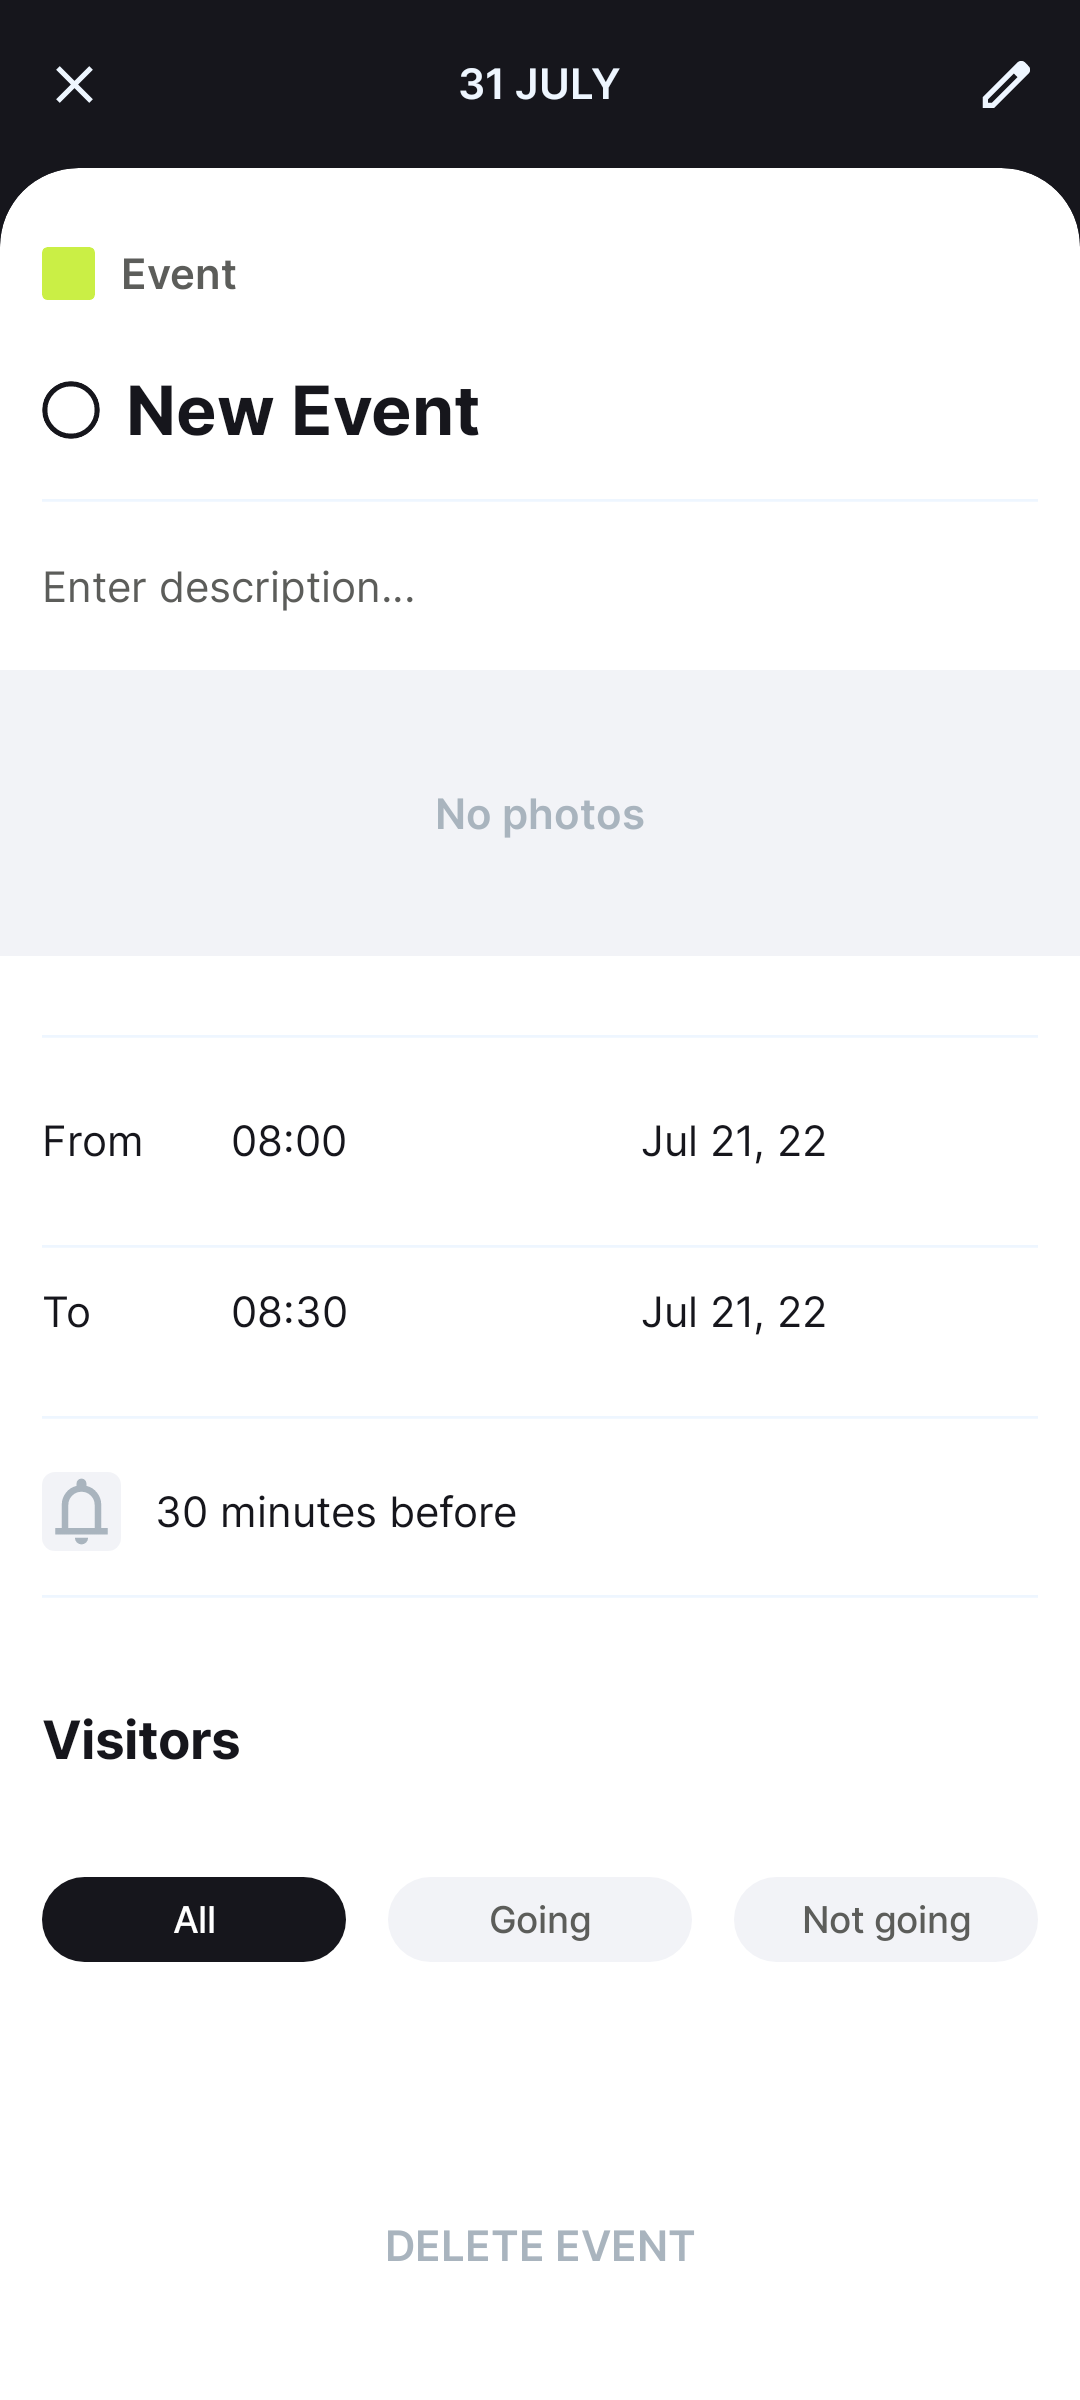 31 JULY
Event
New Event
Enter description...
No photos
From 08:00 Jul 21, 22
To 08:30 Jul 21, 22
30 minutes before
Visitors
All Going Not going
DELETE EVENT